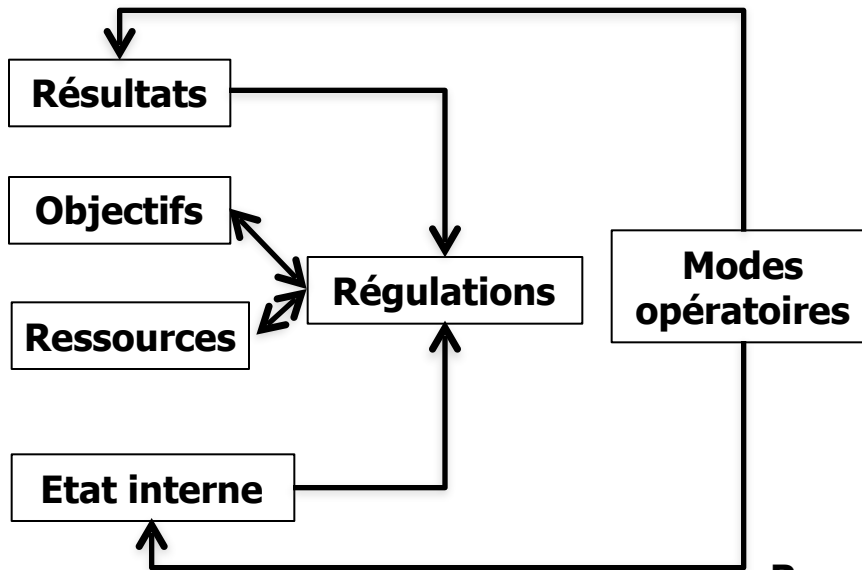 Résultats
Objectifs
Régulations
Modes
opératoires
Ressources
Etat interne